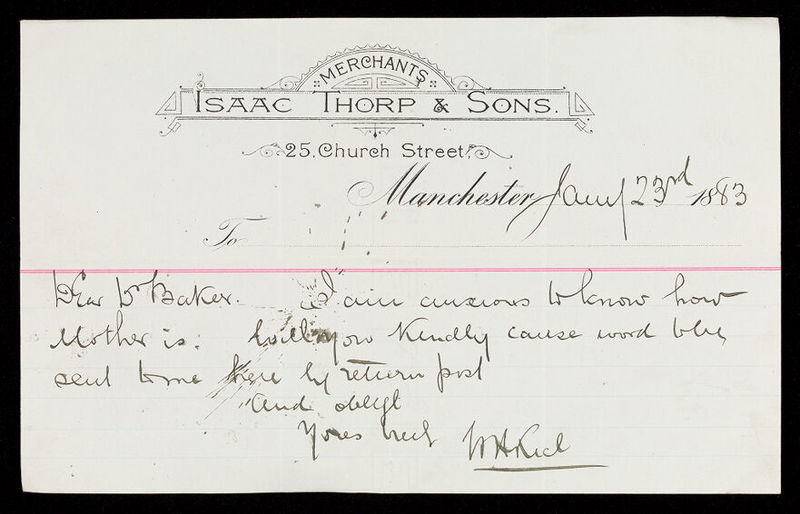 MERCHANTS
ISAAC THORP & SONS.
25, Church Street,
Manchester Jany 23rd 1883
To
Dear Dr Baker. I am anxious to know how
Mother is. Will you kindly cause word to be
sent to me here by return post
and oblige
Yours truly